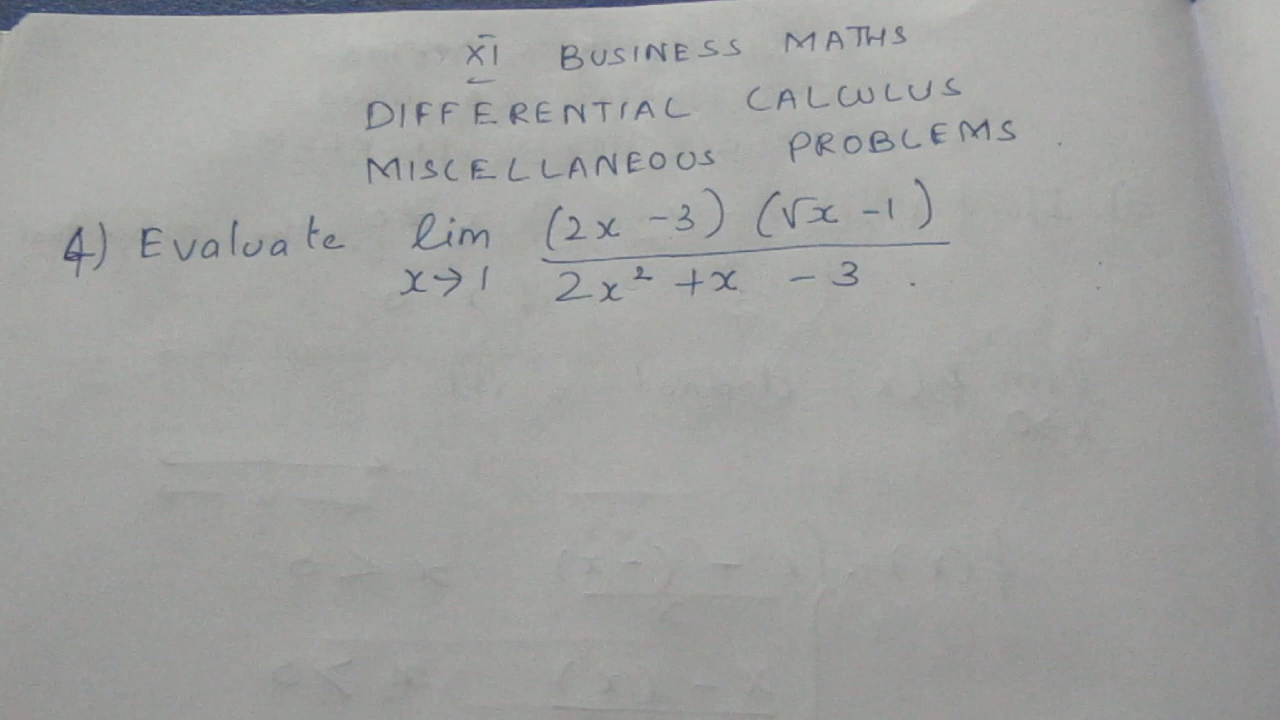 XI BUSINESS MATHS
DIFFERENTIAL CALCULUS
MISCELLANEOUS PROBLEMS .
4) Evaluate lim (2x - 3) (√x - 1)
x→1 2x² + x - 3 .